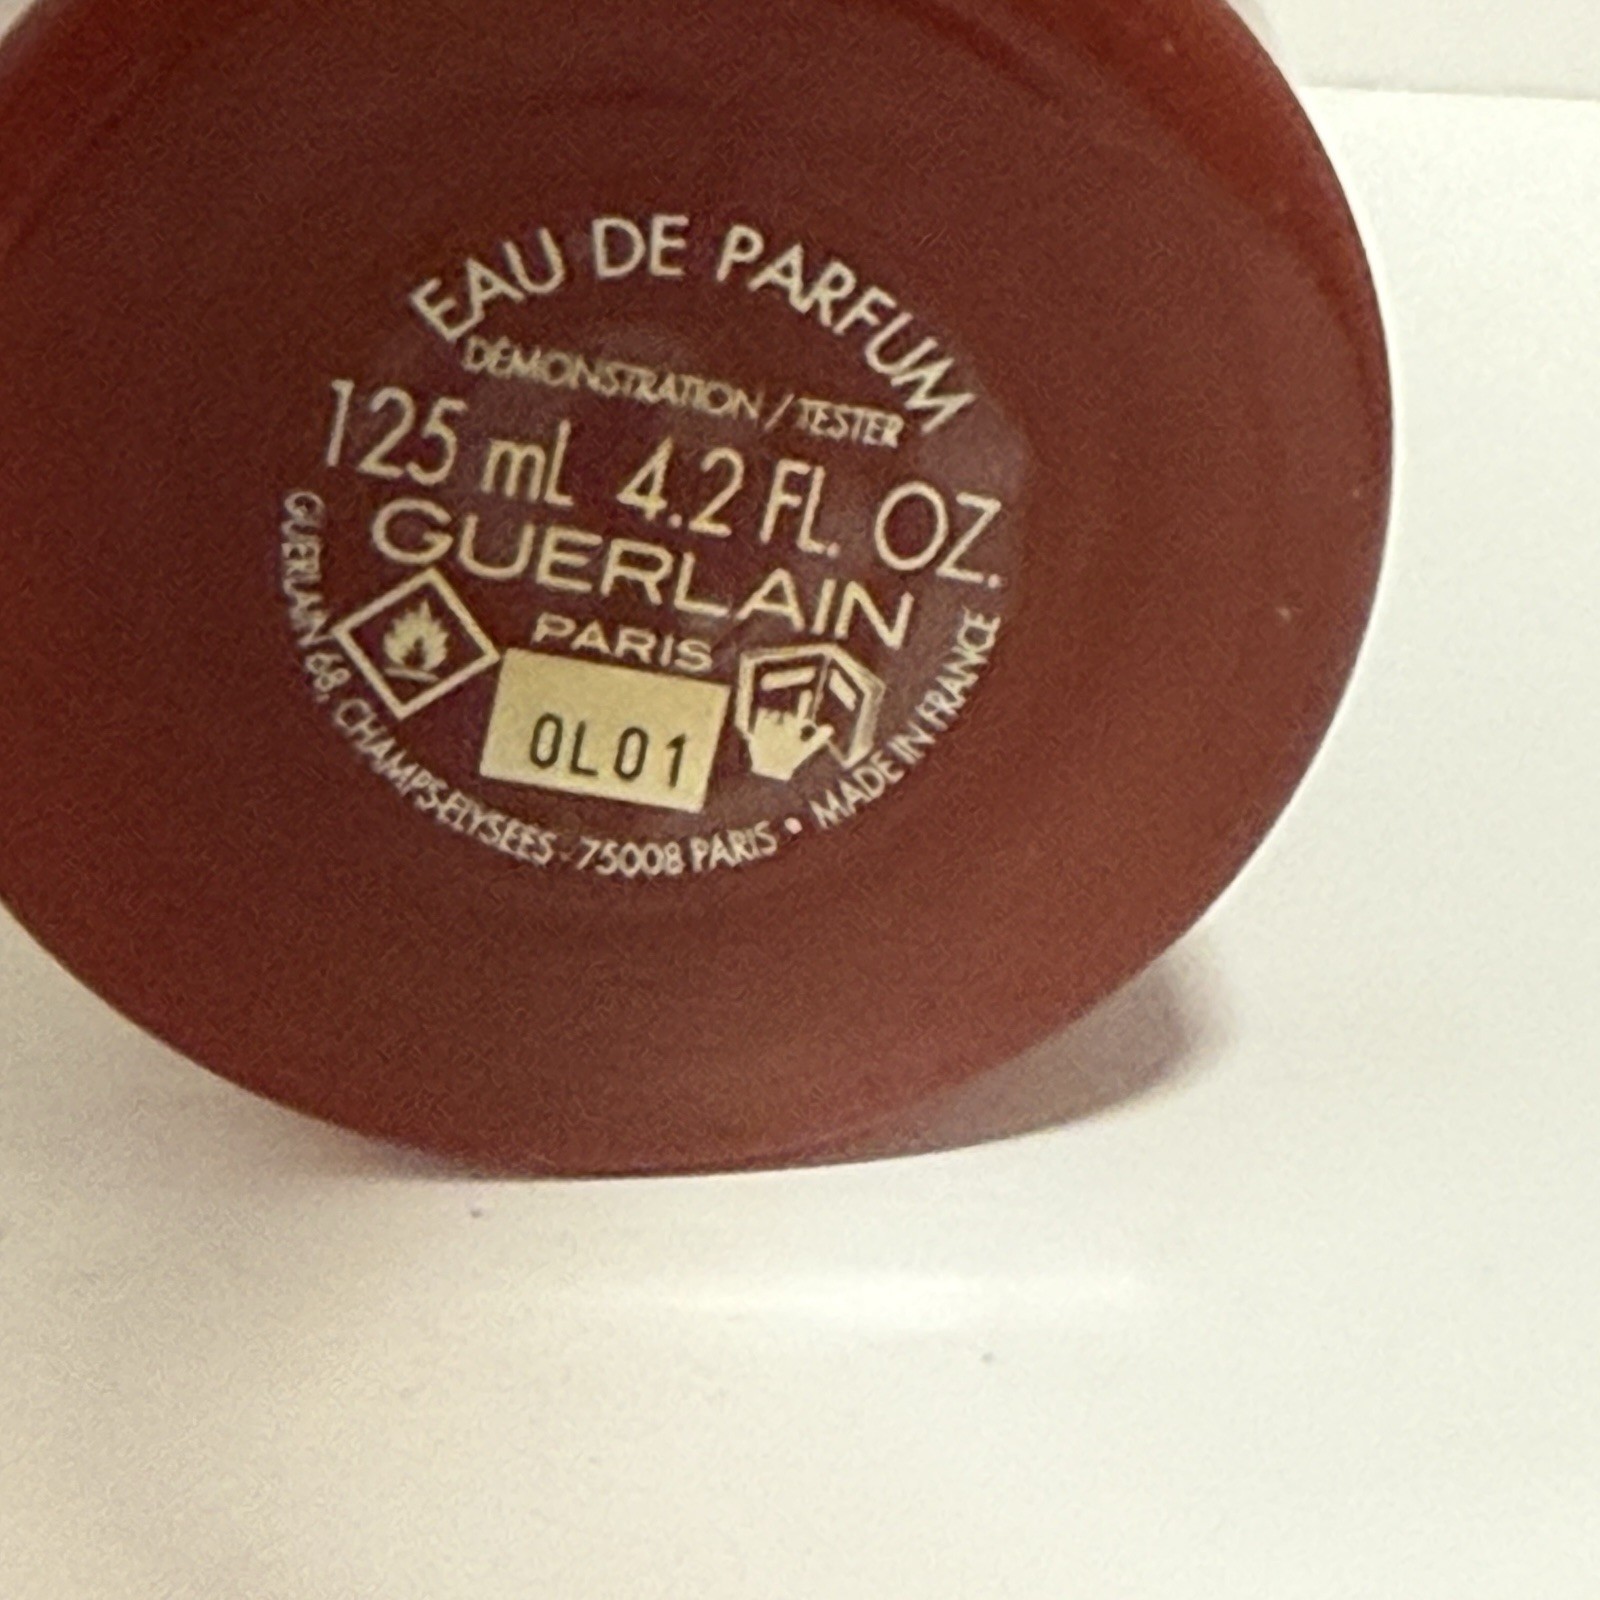 EAU DE PARFUM
DÉMONSTRATION / TESTER
125 mL 4.2 FL. OZ.
GUERLAIN
PARIS
0L01
GUERLAIN 68, CHAMPS-ELYSEES - 75008 PARIS • MADE IN FRANCE